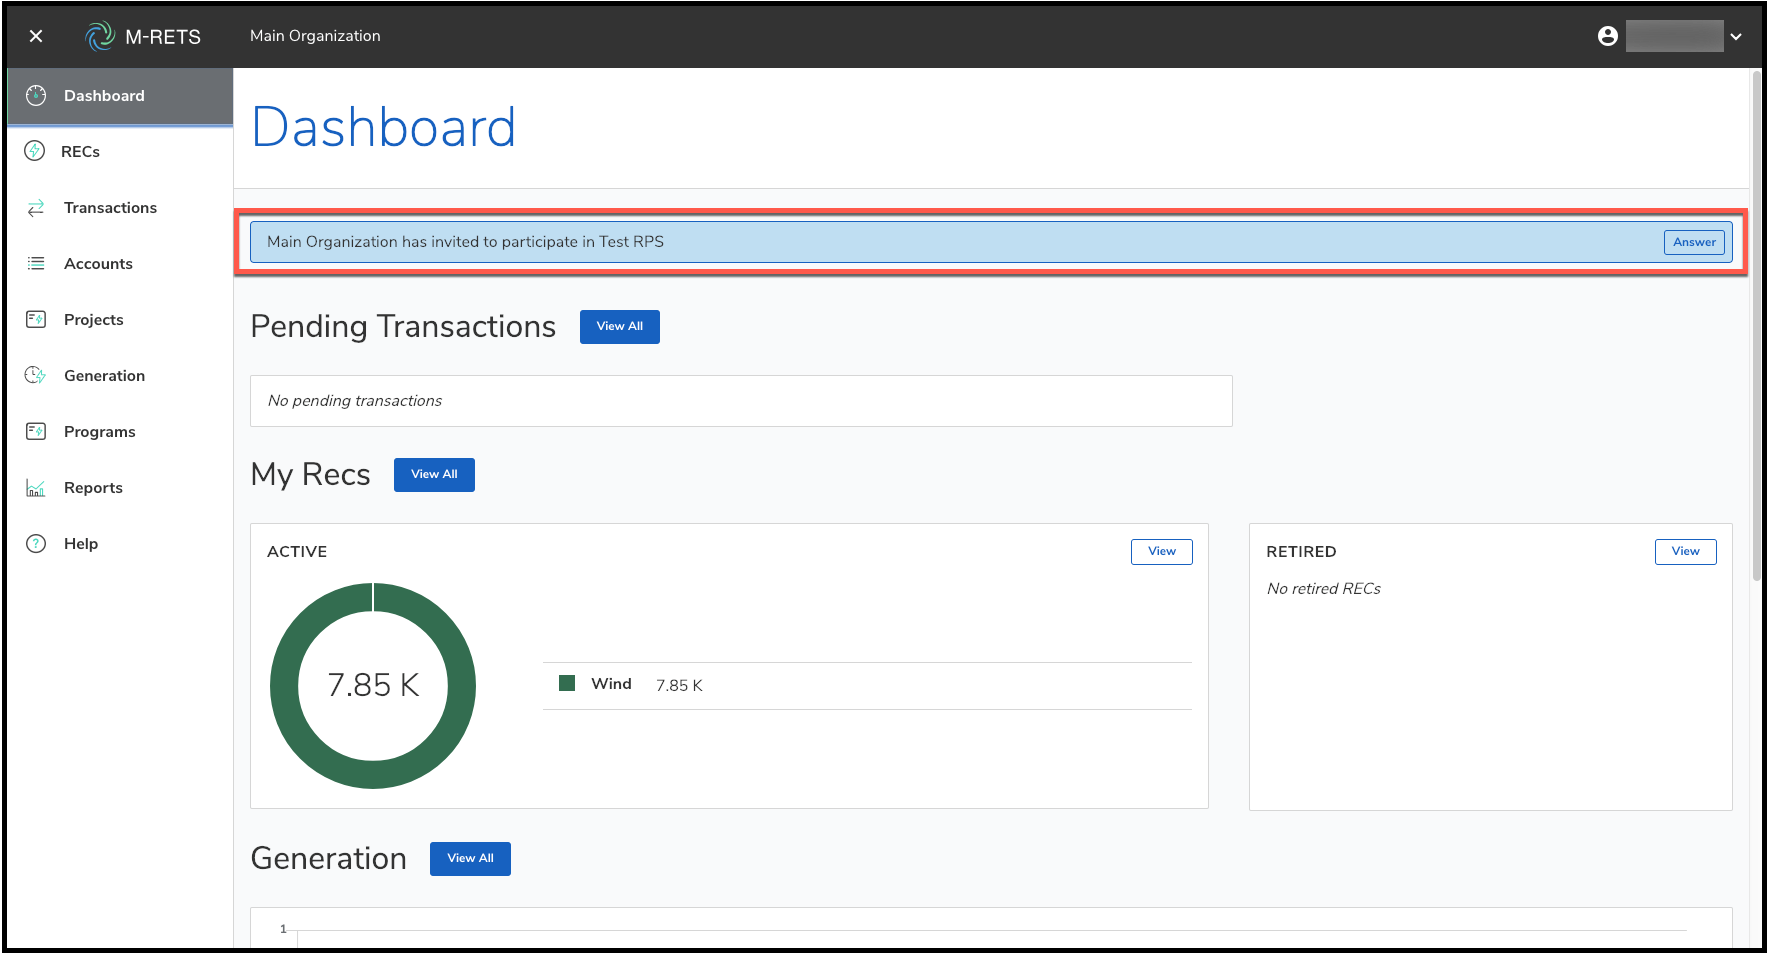 M-RETS Main Organization
Dashboard
RECs
Transactions
Accounts
Projects
Generation
Programs
Reports
Help
Dashboard
Main Organization has invited to participate in Test RPS Answer
Pending Transactions View All
No pending transactions
My Recs View All
ACTIVE View
7.85 K
Wind 7.85 K
RETIRED View
No retired RECs
Generation View All
1